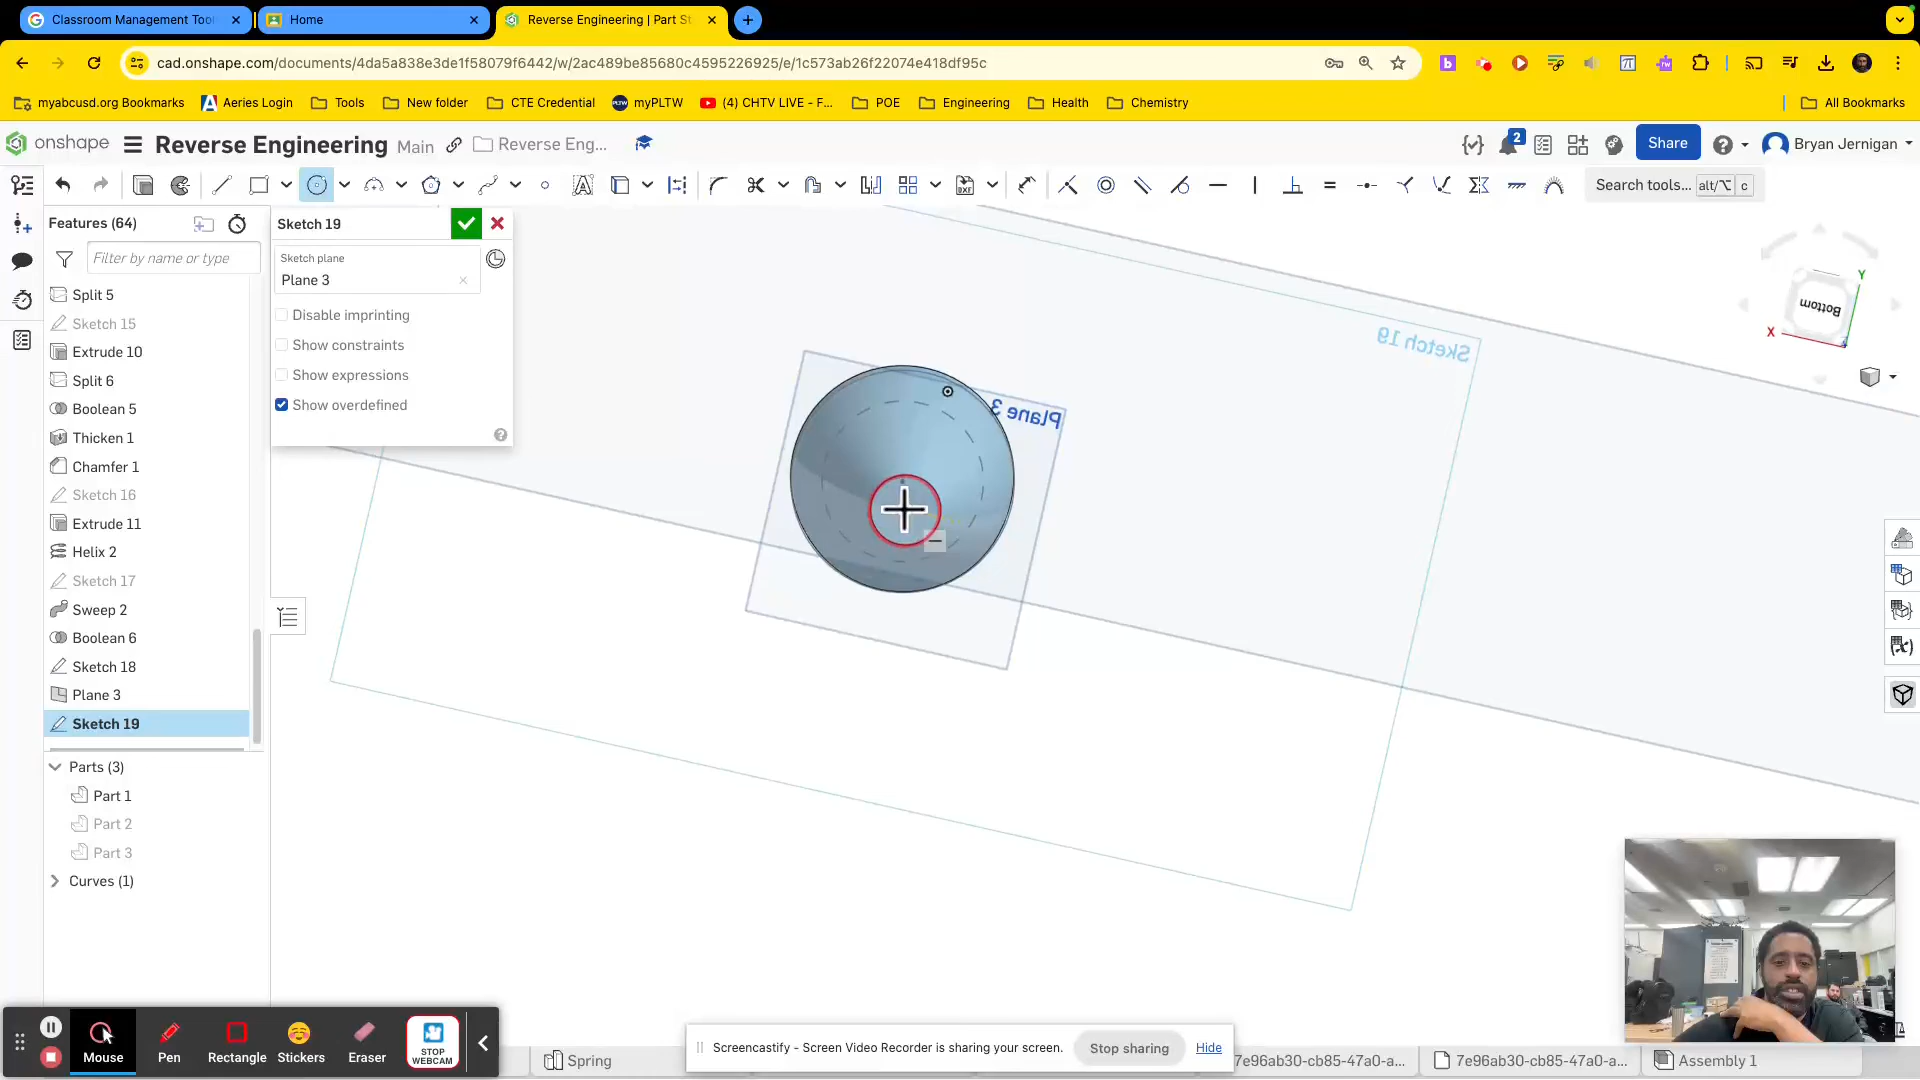 Classroom Management Tool
Home
Reverse Engineering | Part St
cad.onshape.com/documents/4da5a838e3de1f58079f6442/w/2ac489be85680c4595226925/e/1c573ab26f22074e418df95c
myabcusd.org Bookmarks
Aeries Login
Tools
New folder
CTE Credential
myPLTW
(4) CHTV LIVE - F...
POE
Engineering
Health
Chemistry
All Bookmarks
onshape
Reverse Engineering
Main
Reverse Eng...
2
Share
Bryan Jernigan
Search tools...
alt/⌥
c
Features (64)
Filter by name or type
Split 5
Sketch 15
Extrude 10
Split 6
Boolean 5
Thicken 1
Chamfer 1
Sketch 16
Extrude 11
Helix 2
Sketch 17
Sweep 2
Boolean 6
Sketch 18
Plane 3
Sketch 19
Parts (3)
Part 1
Part 2
Part 3
Curves (1)
Sketch 19
Sketch plane
Plane 3
Disable imprinting
Show constraints
Show expressions
Show overdefined
Sketch 19
Plane 3
Bottom
Y
X
Z
Mouse
Pen
Rectangle
Stickers
Eraser
STOP
WEBCAM
Spring
Screencastify - Screen Video Recorder is sharing your screen.
Stop sharing
Hide
7e96ab30-cb85-47a0-a...
7e96ab30-cb85-47a0-a...
Assembly 1